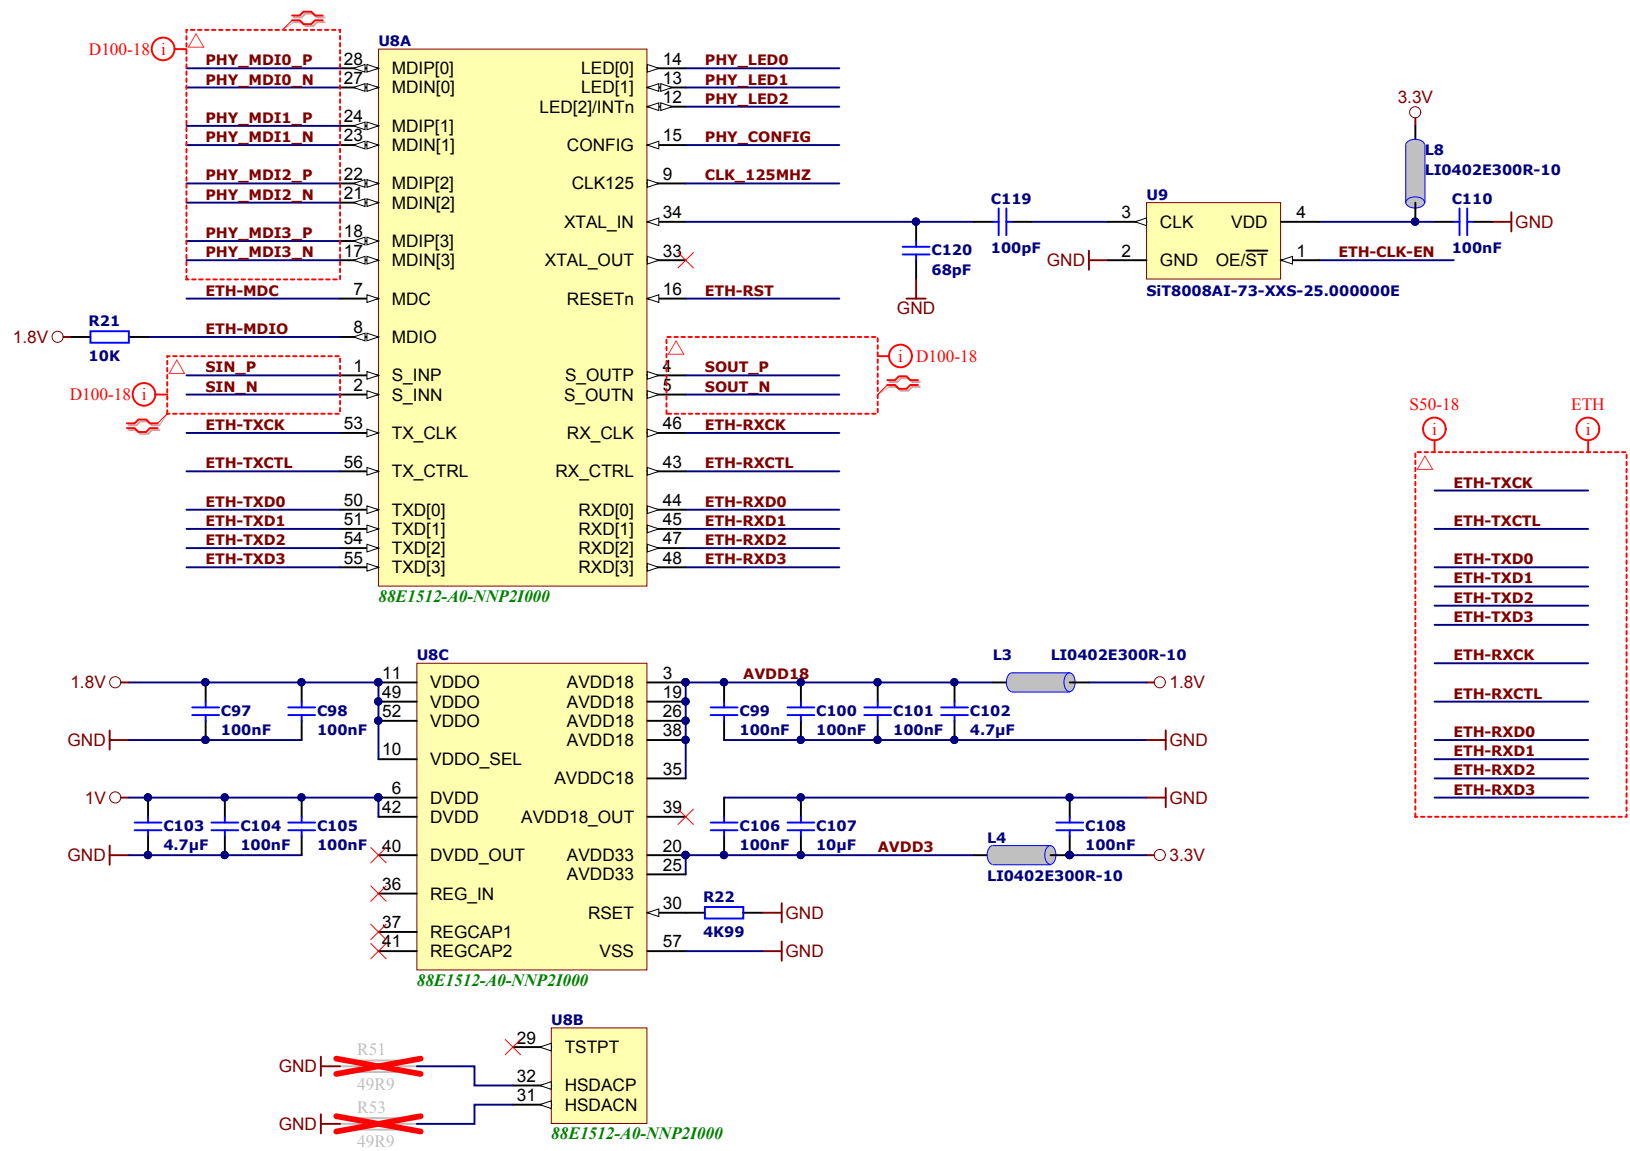 D100-18
U8A
PHY_MDI0_P 28 MDIP[0]
PHY_MDI0_N 27 MDIN[0]
PHY_MDI1_P 24 MDIP[1]
PHY_MDI1_N 23 MDIN[1]
PHY_MDI2_P 22 MDIP[2]
PHY_MDI2_N 21 MDIN[2]
PHY_MDI3_P 18 MDIP[3]
PHY_MDI3_N 17 MDIN[3]
ETH-MDC 7 MDC
1.8V R21 10K ETH-MDIO 8 MDIO
SIN_P 1 S_INP
D100-18 SIN_N 2 S_INN
ETH-TXCK 53 TX_CLK
ETH-TXCTL 56 TX_CTRL
ETH-TXD0 50 TXD[0]
ETH-TXD1 51 TXD[1]
ETH-TXD2 54 TXD[2]
ETH-TXD3 55 TXD[3]
LED[0] 14 PHY_LED0
LED[1] 13 PHY_LED1
LED[2]/INTn 12 PHY_LED2
CONFIG 15 PHY_CONFIG
CLK125 9 CLK_125MHZ
XTAL_IN 34
XTAL_OUT 33
RESETn 16 ETH-RST
S_OUTP 4 SOUT_P D100-18
S_OUTN 5 SOUT_N
RX_CLK 46 ETH-RXCK
RX_CTRL 43 ETH-RXCTL
RXD[0] 44 ETH-RXD0
RXD[1] 45 ETH-RXD1
RXD[2] 47 ETH-RXD2
RXD[3] 48 ETH-RXD3
88E1512-A0-NNP2I000
C119
100pF
C120
68pF
GND
U9
3 CLK VDD 4
GND 2 GND OE/ST 1 ETH-CLK-EN
SiT8008AI-73-XXS-25.000000E
3.3V
L8
LI0402E300R-10
C110
100nF
GND
S50-18 ETH
ETH-TXCK
ETH-TXCTL
ETH-TXD0
ETH-TXD1
ETH-TXD2
ETH-TXD3
ETH-RXCK
ETH-RXCTL
ETH-RXD0
ETH-RXD1
ETH-RXD2
ETH-RXD3
U8C
1.8V 11 VDDO
49 VDDO
52 VDDO
10 VDDO_SEL
C97 100nF
C98 100nF
GND
1V 6 DVDD
42 DVDD
C103 4.7µF
C104 100nF
C105 100nF
GND
40 DVDD_OUT
36 REG_IN
37 REGCAP1
41 REGCAP2
AVDD18 3 AVDD18
AVDD18 19
AVDD18 26
AVDD18 38
AVDDC18 35
AVDD18_OUT 39
AVDD33 20 AVDD3
AVDD33 25
RSET 30 R22 4K99 GND
VSS 57 GND
L3 LI0402E300R-10
1.8V
C99 100nF
C100 100nF
C101 100nF
C102 4.7µF
GND
GND
C106 100nF
C107 10µF
C108 100nF
L4
LI0402E300R-10
3.3V
88E1512-A0-NNP2I000
U8B
29 TSTPT
32 HSDACP
31 HSDACN
GND R51 49R9
GND R53 49R9
88E1512-A0-NNP2I000